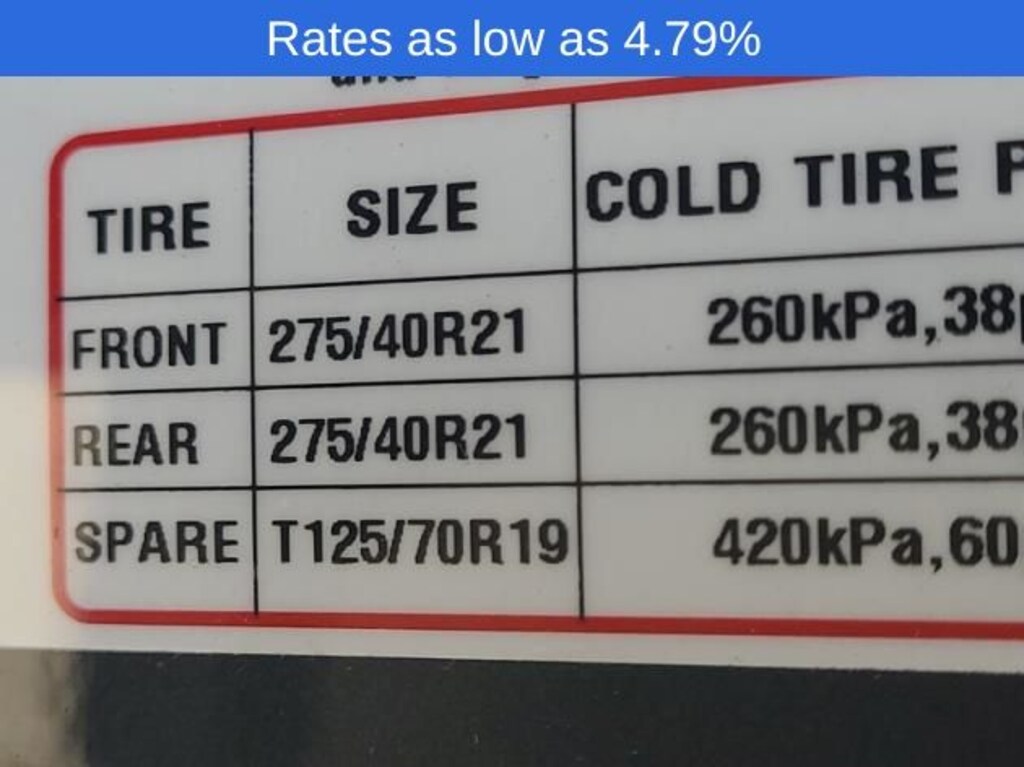 Rates as low as 4.79%
TIRE SIZE COLD TIRE
FRONT 275/40R21 260kPa,38
REAR 275/40R21 260kPa,38
SPARE T125/70R19 420kPa,60